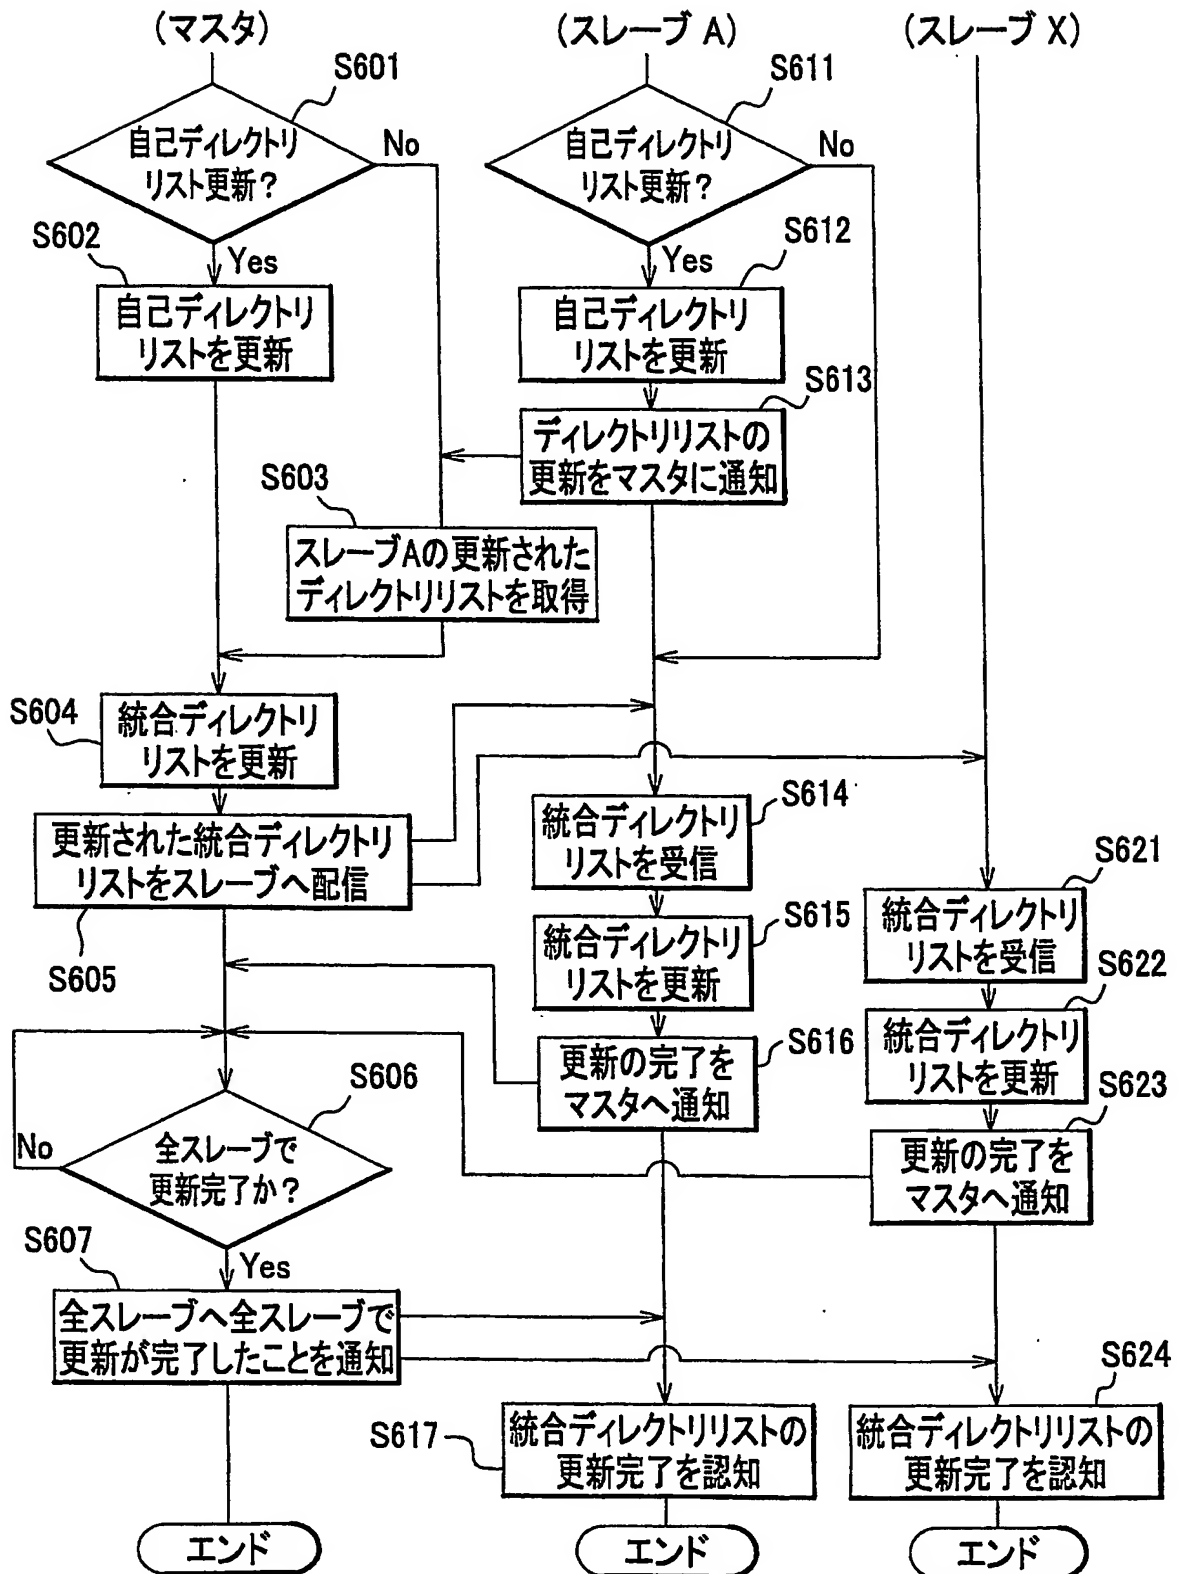 (マスタ)
S601
自己ディレクトリ
リスト更新?
No
S602
Yes
自己ディレクトリ
リストを更新
S603
スレーブAの更新された
ディレクトリリストを取得
S604
統合ディレクトリ
リストを更新
更新された統合ディレクトリ
リストをスレーブへ配信
S605
S606
全スレーブで
更新完了か?
No
S607
Yes
全スレーブへ全スレーブで
更新が完了したことを通知
エンド
(スレーブ A)
S611
自己ディレクトリ
リスト更新?
No
S612
Yes
自己ディレクトリ
リストを更新
S613
ディレクトリリストの
更新をマスタに通知
S614
統合ディレクトリ
リストを受信
S615
統合ディレクトリ
リストを更新
S616
更新の完了を
マスタへ通知
S617
統合ディレクトリリストの
更新完了を認知
エンド
(スレーブ X)
S621
統合ディレクトリ
リストを受信
S622
統合ディレクトリ
リストを更新
S623
更新の完了を
マスタへ通知
S624
統合ディレクトリリストの
更新完了を認知
エンド